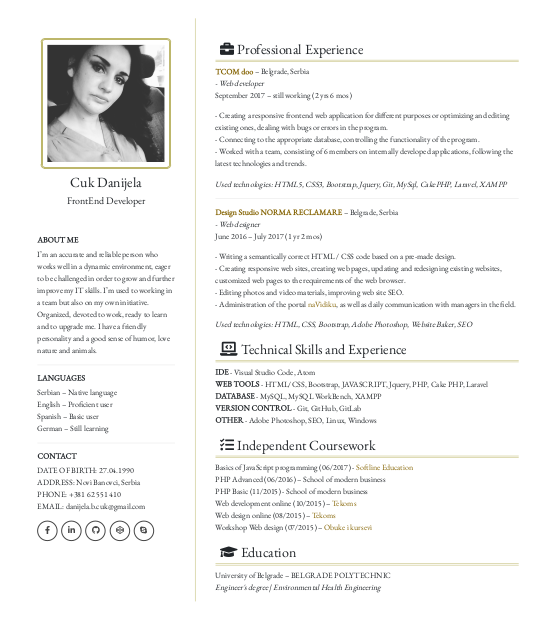 Cuk Danijela
FrontEnd Developer
ABOUT ME
I'm an accurate and reliable person who
works well in a dynamic environment, eager
to be challenged in order to grow and further
improve my IT skills. I'm used to working in
a team but also on my own initiative.
Organized, devoted to work, ready to learn
and to upgrade me. I have a friendly
personality and a good sense of humor, love
nature and animals.
LANGUAGES
Serbian – Native language
English – Proficient user
Spanish – Basic user
German – Still learning
CONTACT
DATE OF BIRTH: 27.04.1990
ADDRESS: Novi Banovci, Serbia
PHONE: +381 62 551 410
EMAIL: danijela.b.cuk@gmail.com
Professional Experience
TCOM doo – Belgrade, Serbia
- Web developer
September 2017 – still working (2 yrs 6 mos)
- Creating a responsive frontend web application for different purposes or optimizing and editing
existing ones, dealing with bugs or errors in the program.
- Connecting to the appropriate database, controlling the functionality of the program.
- Worked with a team, consisting of 6 members on internally developed applications, following the
latest technologies and trends.
Used technologies: HTML5, CSS3, Bootstrap, Jquery, Git, MySql, CakePHP, Laravel, XAMPP
Design Studio NORMA RECLAMARE – Belgrade, Serbia
- Web designer
June 2016 – July 2017 (1 yr 2 mos)
- Writing a semantically correct HTML / CSS code based on a pre-made design.
- Creating responsive web sites, creating web pages, updating and redesigning existing websites,
customized web pages to the requirements of the web browser.
- Editing photos and video materials, improving web site SEO.
- Administration of the portal naVidiku, as well as daily communication with managers in the field.
Used technologies: HTML, CSS, Bootstrap, Adobe Photoshop, Website Baker, SEO
Technical Skills and Experience
IDE - Visual Studio Code, Atom
WEB TOOLS - HTML/ CSS, Bootstrap, JAVASCRIPT, Jquery, PHP, Cake PHP, Laravel
DATABASE - MySQL, MySQL WorkBench, XAMPP
VERSION CONTROL - Git, GitHub, GitLab
OTHER - Adobe Photoshop, SEO, Linux, Windows
Independent Coursework
Basics of JavaScript programming (06/2017) - Softline Education
PHP Advanced (06/2016) – School of modern business
PHP Basic (11/2015) - School of modern business
Web development online (10/2015) – Tekoms
Web design online (08/2015) – Tekoms
Workshop Web design (07/2015) – Obuke i kursevi
Education
University of Belgrade – BELGRADE POLYTECHNIC
Engineer's degree / Environmental Health Engineering